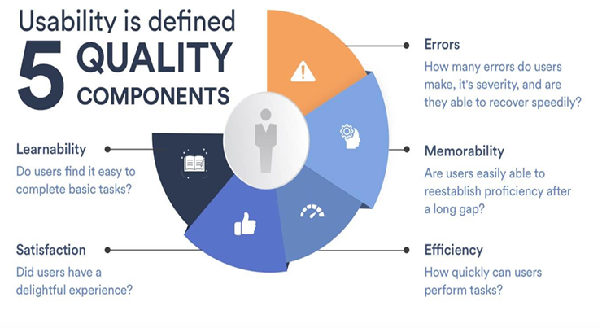 Usability is defined
5 QUALITY
COMPONENTS
Errors
How many errors do users
make, it's severity, and are
they able to recover speedily?
Memorability
Are users easily able to
reestablish proficiency after
a long gap?
Efficiency
How quickly can users
perform tasks?
Learnability
Do users find it easy to
complete basic tasks?
Satisfaction
Did users have a
delightful experience?